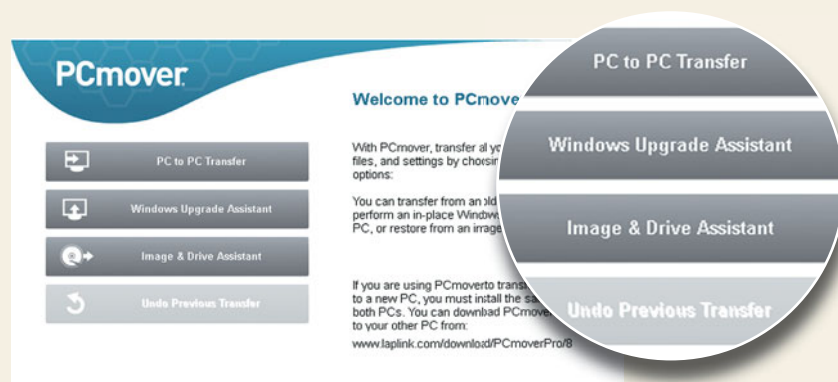 PCmover
PC to PC Transfer
Windows Upgrade Assistant
Image & Drive Assistant
Undo Previous Transfer
Welcome to PCmove
With PCmover, transfer al
files, and settings by choosin
options:
You can transfer from an old
perform an in-place Window
PC, or restore from an image
If you are using PCmoverto trans
to a new PC, you must install the sa
both PCs. You can download PCmover
to your other PC from:
www.laplink.com/download/PCmoverPro/8
PC to PC Transfer
Windows Upgrade Assistant
Image & Drive Assistant
Undo Previous Transfer